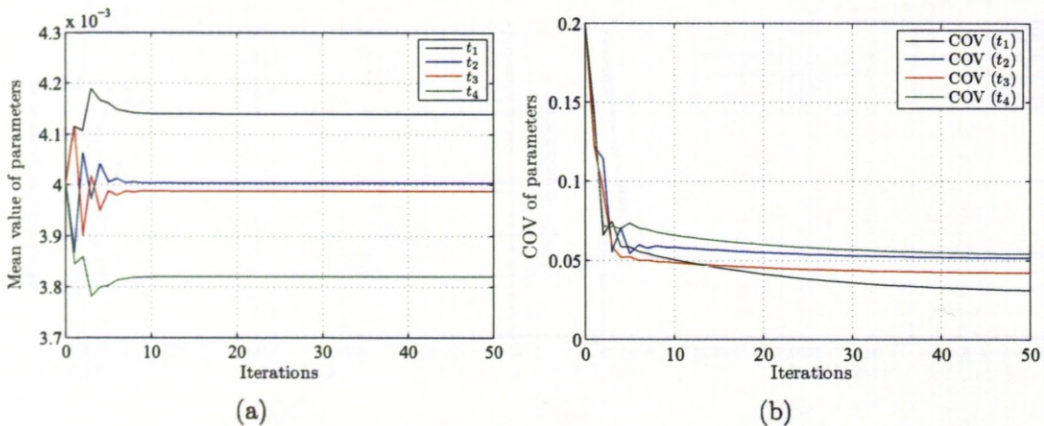 x 10⁻³
4.3
4.2
4.1
4
3.9
3.8
3.7
0
10
20
30
40
50
Mean value of parameters
Iterations
t₁
t₂
t₃
t₄
(a)
0.2
0.15
0.1
0.05
0
0
10
20
30
40
50
COV of parameters
Iterations
COV (t₁)
COV (t₂)
COV (t₃)
COV (t₄)
(b)